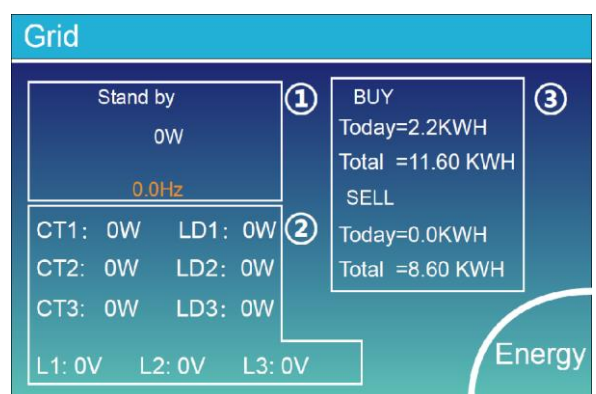 Grid
Stand by
0W
0.0Hz
①
CT1: 0W LD1: 0W
CT2: 0W LD2: 0W
CT3: 0W LD3: 0W
L1: 0V L2: 0V L3: 0V
②
BUY
Today=2.2KWH
Total =11.60 KWH
SELL
Today=0.0KWH
Total =8.60 KWH
③
Energy